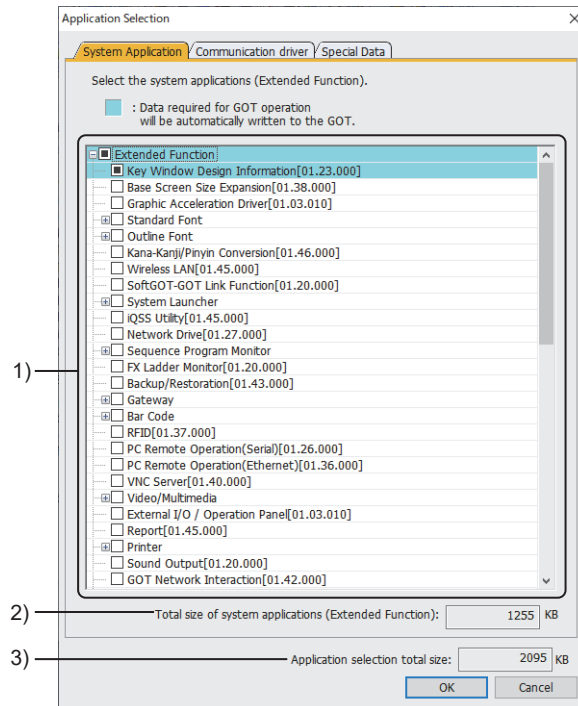 Application Selection
System Application Communication driver Special Data
Select the system applications (Extended Function).
: Data required for GOT operation
will be automatically written to the GOT.
Extended Function
Key Window Design Information[01.23.000]
Base Screen Size Expansion[01.38.000]
Graphic Acceleration Driver[01.03.010]
Standard Font
Outline Font
Kana-Kanji/Pinyin Conversion[01.46.000]
Wireless LAN[01.45.000]
SoftGOT-GOT Link Function[01.20.000]
System Launcher
iQSS Utility[01.45.000]
Network Drive[01.27.000]
Sequence Program Monitor
1)
FX Ladder Monitor[01.20.000]
Backup/Restoration[01.43.000]
Gateway
Bar Code
RFID[01.37.000]
PC Remote Operation(Serial)[01.26.000]
PC Remote Operation(Ethernet)[01.36.000]
VNC Server[01.40.000]
Video/Multimedia
External I/O / Operation Panel[01.03.010]
Report[01.45.000]
Printer
Sound Output[01.20.000]
GOT Network Interaction[01.42.000]
2) Total size of system applications (Extended Function): 1255 KB
3) Application selection total size: 2095 KB
OK Cancel